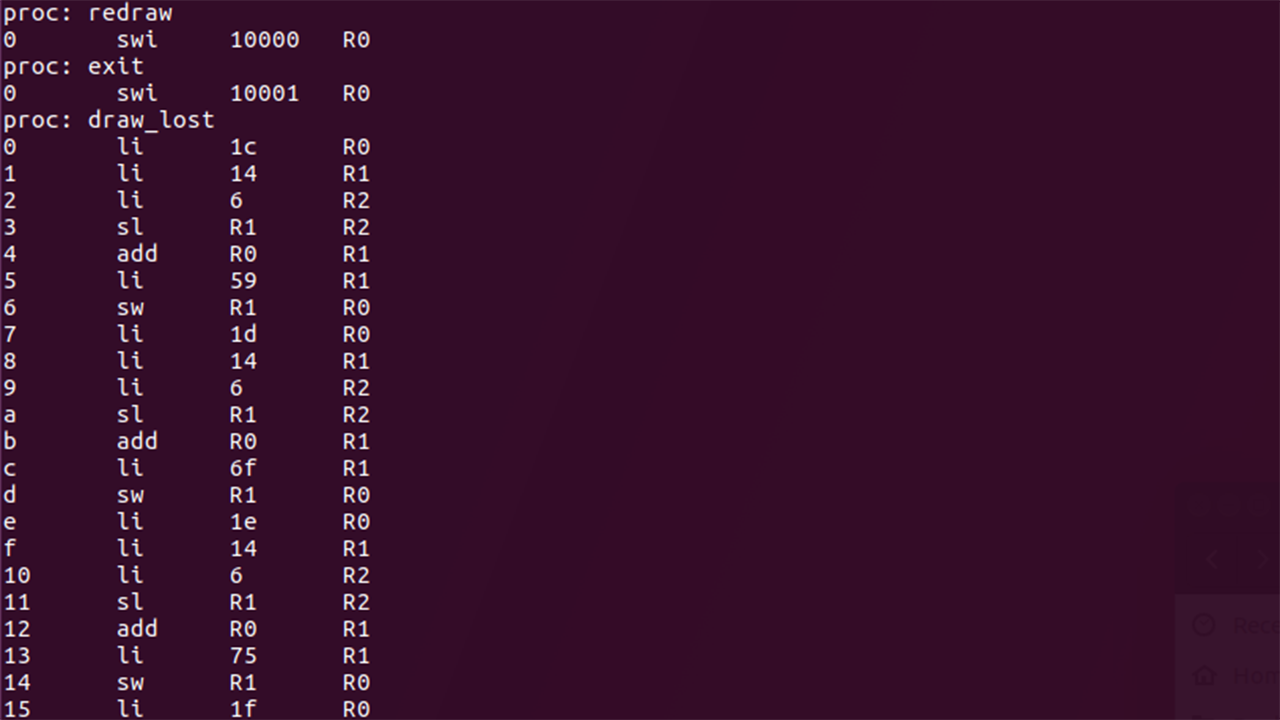 proc: redraw
0 swi 10000 R0
proc: exit
0 swi 10001 R0
proc: draw_lost
0 li 1c R0
1 li 14 R1
2 li 6 R2
3 sl R1 R2
4 add R0 R1
5 li 59 R1
6 sw R1 R0
7 li 1d R0
8 li 14 R1
9 li 6 R2
a sl R1 R2
b add R0 R1
c li 6f R1
d sw R1 R0
e li 1e R0
f li 14 R1
10 li 6 R2
11 sl R1 R2
12 add R0 R1
13 li 75 R1
14 sw R1 R0
15 li 1f R0